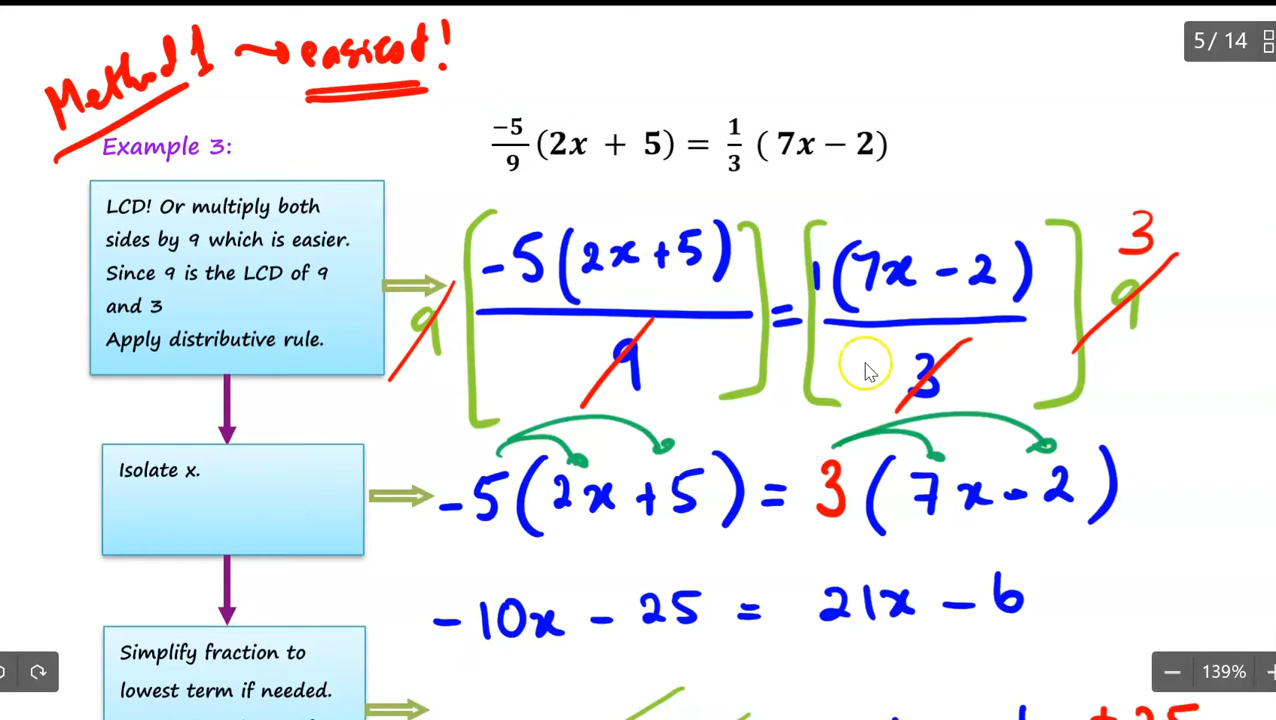 Method 1 → easiest!
5 / 14
Example 3:
-5/9 (2x + 5) = 1/3 ( 7x − 2)
LCD! Or multiply both
sides by 9 which is easier.
Since 9 is the LCD of 9
and 3
Apply distributive rule.
9 [ -5(2x+5) / 9 ] = [ 1(7x-2) / 3 ] 9 3
Isolate x.
-5(2x+5) = 3(7x-2)
-10x - 25 = 21x - 6
Simplify fraction to
lowest term if needed.
139%